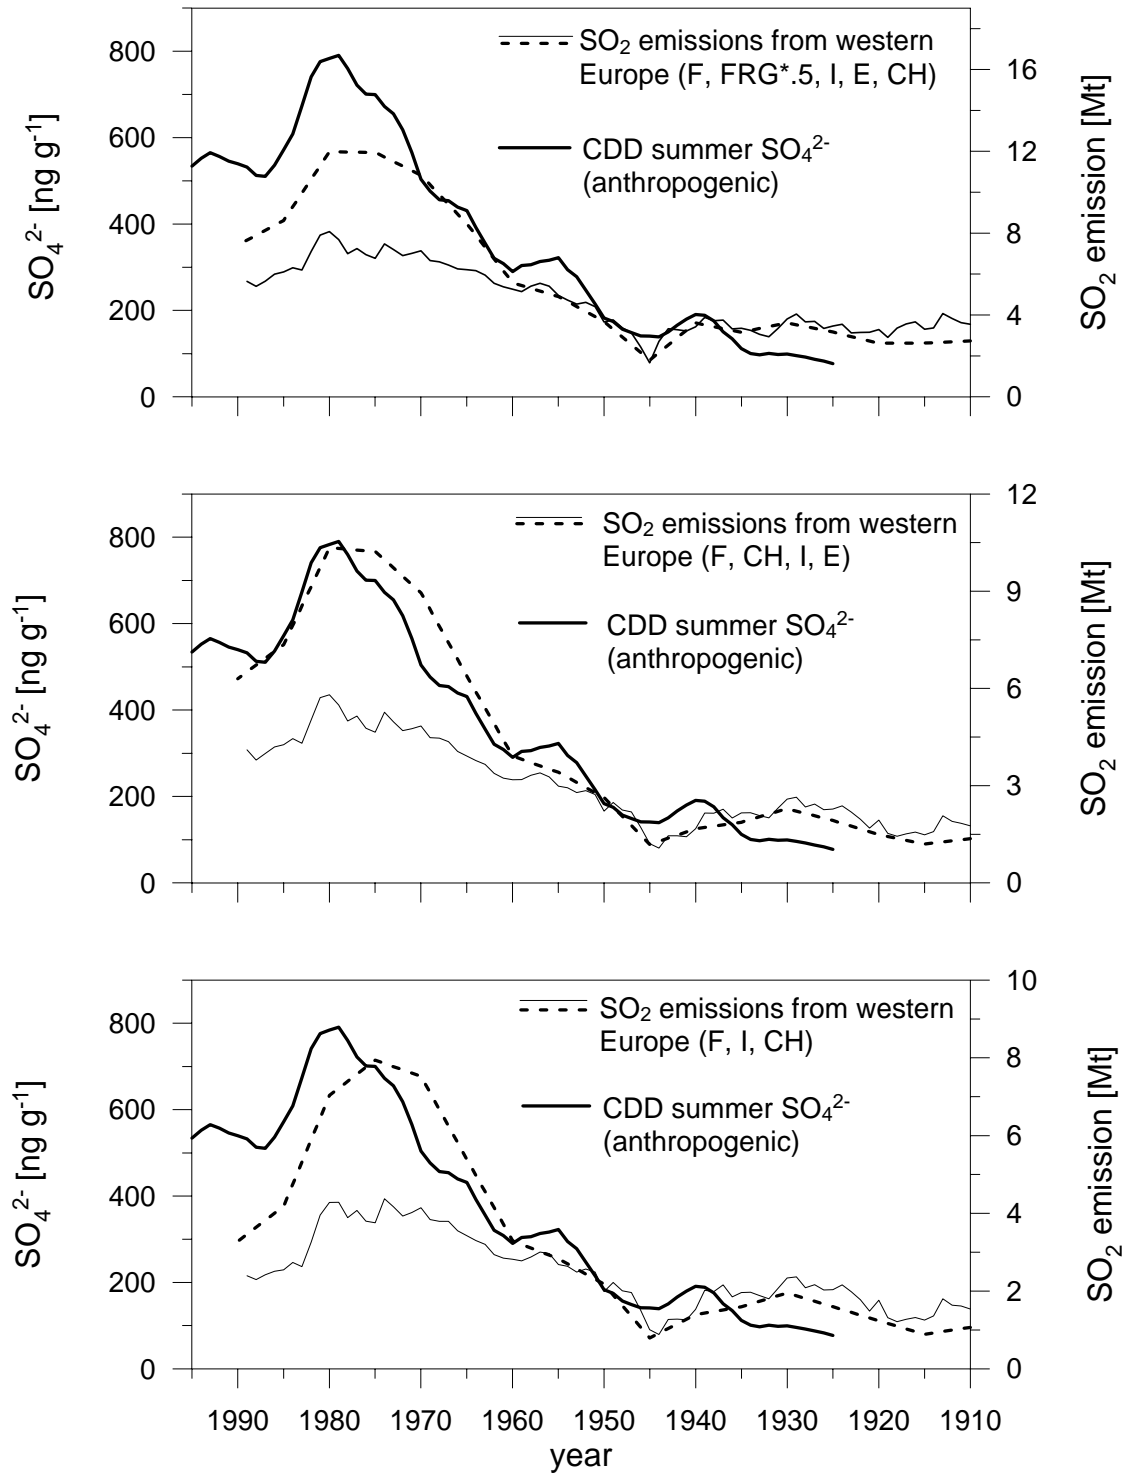 SO₄²⁻ [ng g⁻¹]
800
600
400
200
0
SO₂ emissions from western
Europe (F, FRG*.5, I, E, CH)
CDD summer SO₄²⁻
(anthropogenic)
16
12
8
4
0
SO₂ emission [Mt]
SO₄²⁻ [ng g⁻¹]
800
600
400
200
0
SO₂ emissions from western
Europe (F, CH, I, E)
CDD summer SO₄²⁻
(anthropogenic)
12
9
6
3
0
SO₂ emission [Mt]
SO₄²⁻ [ng g⁻¹]
800
600
400
200
0
SO₂ emissions from western
Europe (F, I, CH)
CDD summer SO₄²⁻
(anthropogenic)
10
8
6
4
2
0
SO₂ emission [Mt]
1990 1980 1970 1960 1950 1940 1930 1920 1910
year